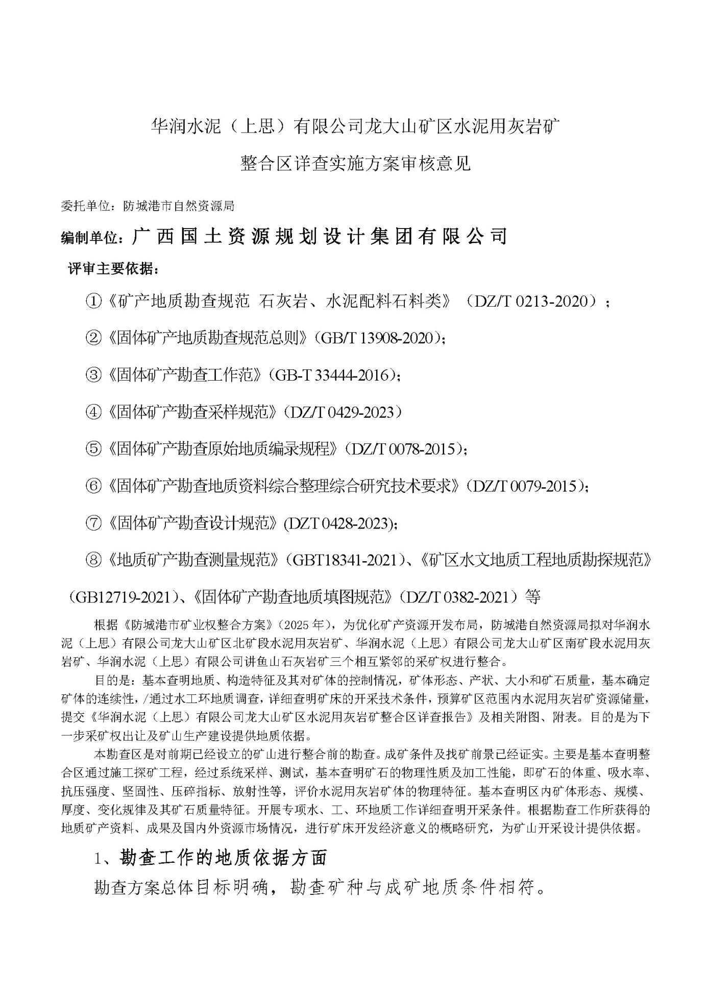 华润水泥（上思）有限公司龙大山矿区水泥用灰岩矿
整合区详查实施方案审核意见
委托单位：防城港市自然资源局
编制单位：广西国土资源规划设计集团有限公司
评审主要依据：
①《矿产地质勘查规范 石灰岩、水泥配料石料类》（DZ/T 0213-2020）；
②《固体矿产地质勘查规范总则》（GB/T 13908-2020）；
③《固体矿产勘查工作范》（GB-T 33444-2016）；
④《固体矿产勘查采样规范》（DZ/T 0429-2023）
⑤《固体矿产勘查原始地质编录规程》（DZ/T 0078-2015）；
⑥《固体矿产勘查地质资料综合整理综合研究技术要求》（DZ/T 0079-2015）；
⑦《固体矿产勘查设计规范》(DZT 0428-2023)；
⑧《地质矿产勘查测量规范》（GBT18341-2021）、《矿区水文地质工程地质勘探规范》
（GB12719-2021）、《固体矿产勘查地质填图规范》（DZ/T 0382-2021）等
根据《防城港市矿业权整合方案》（2025 年），为优化矿产资源开发布局，防城港自然资源局拟对华润水
泥（上思）有限公司龙大山矿区北矿段水泥用灰岩矿、华润水泥（上思）有限公司龙大山矿区南矿段水泥用灰
岩矿、华润水泥（上思）有限公司讲鱼山石灰岩矿三个相互紧邻的采矿权进行整合。
目的是：基本查明地质、构造特征及其对矿体的控制情况，矿体形态、产状、大小和矿石质量，基本确定
矿体的连续性，/通过水工环地质调查，详细查明矿床的开采技术条件，预算矿区范围内水泥用灰岩矿资源储量，
提交《华润水泥（上思）有限公司龙大山矿区水泥用灰岩矿整合区详查报告》及相关附图、附表。目的是为下
一步采矿权出让及矿山生产建设提供地质依据。
本勘查区是对前期已经设立的矿山进行整合前的勘查。成矿条件及找矿前景已经证实。主要是基本查明整
合区通过施工探矿工程，经过系统采样、测试，基本查明矿石的物理性质及加工性能，即矿石的体重、吸水率、
抗压强度、坚固性、压碎指标、放射性等，评价水泥用灰岩矿体的物理特征。基本查明区内矿体形态、规模、
厚度、变化规律及其矿石质量特征。开展专项水、工、环地质工作详细查明开采条件。根据勘查工作所获得的
地质矿产资料、成果及国内外资源市场情况，进行矿床开发经济意义的概略研究，为矿山开采设计提供依据。
1、勘查工作的地质依据方面
勘查方案总体目标明确，勘查矿种与成矿地质条件相符。